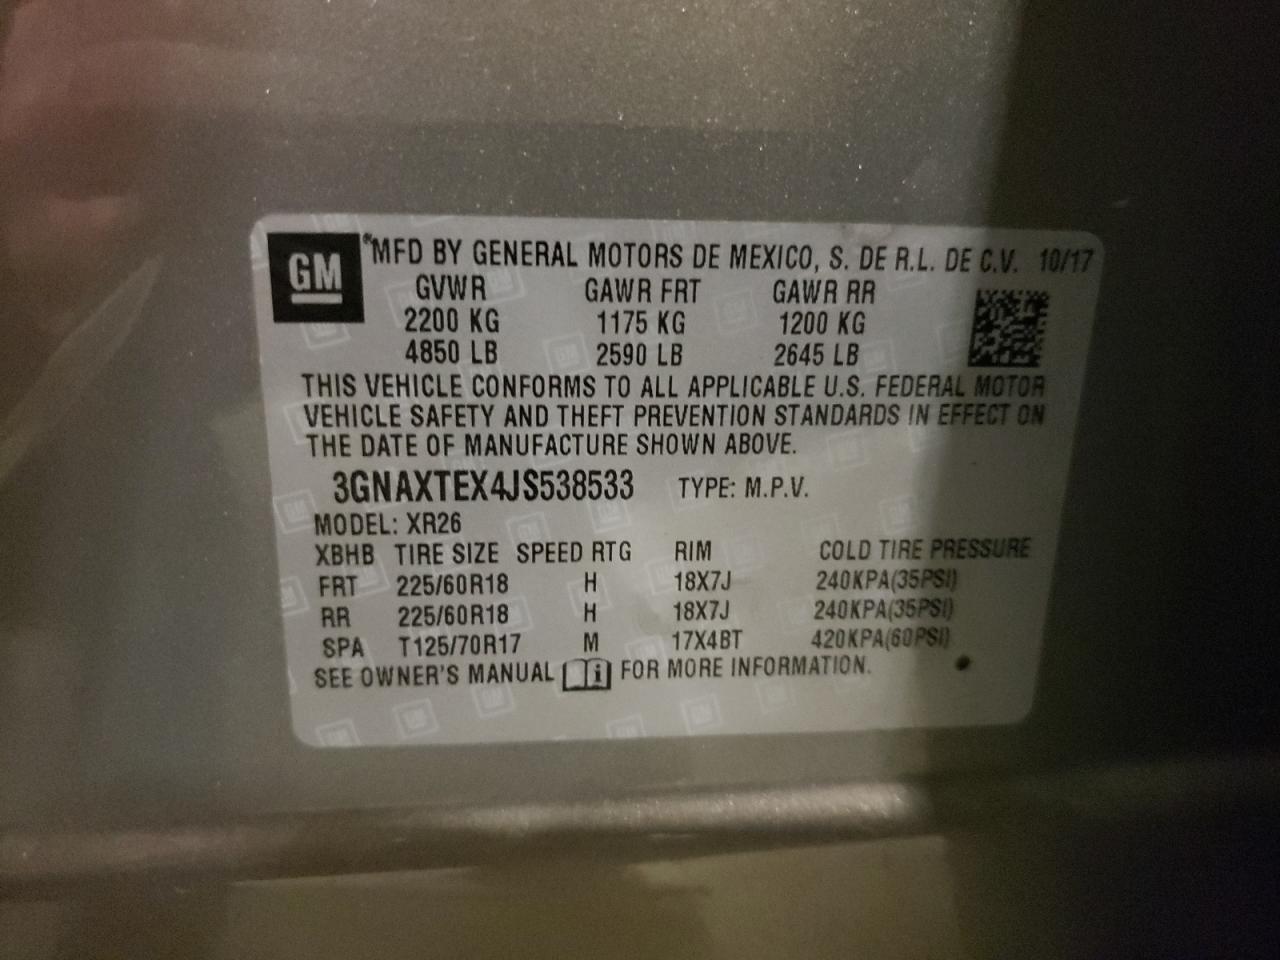 GM *MFD BY GENERAL MOTORS DE MEXICO, S. DE R.L. DE C.V. 10/17
GVWR GAWR FRT GAWR RR
2200 KG 1175 KG 1200 KG
4850 LB 2590 LB 2645 LB
THIS VEHICLE CONFORMS TO ALL APPLICABLE U.S. FEDERAL MOTOR
VEHICLE SAFETY AND THEFT PREVENTION STANDARDS IN EFFECT ON
THE DATE OF MANUFACTURE SHOWN ABOVE.
3GNAXTEX4JS538533 TYPE: M.P.V.
MODEL: XR26
XBHB TIRE SIZE SPEED RTG RIM COLD TIRE PRESSURE
FRT 225/60R18 H 18X7J 240KPA(35PSI)
RR 225/60R18 H 18X7J 240KPA(35PSI)
SPA T125/70R17 M 17X4BT 420KPA(60PSI)
SEE OWNER'S MANUAL i FOR MORE INFORMATION.